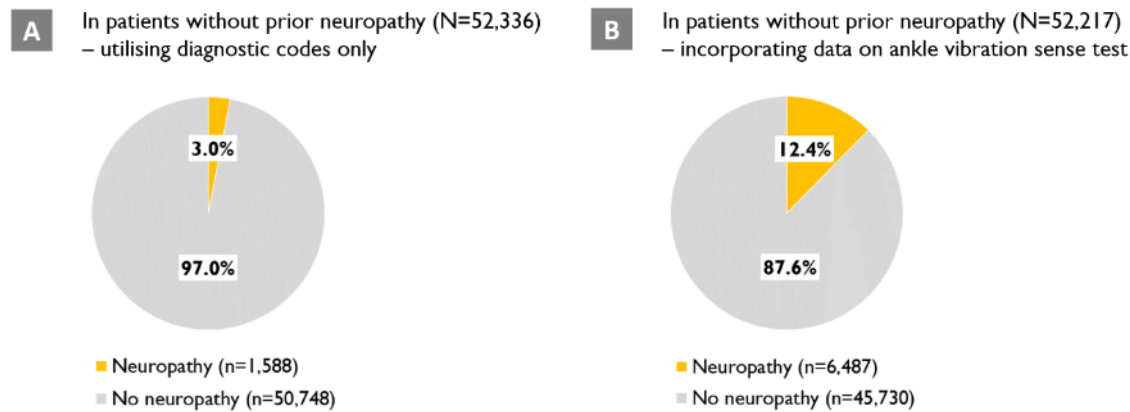 A
In patients without prior neuropathy (N=52,336)
– utilising diagnostic codes only
3.0%
97.0%
Neuropathy (n=1,588)
No neuropathy (n=50,748)
B
In patients without prior neuropathy (N=52,217)
– incorporating data on ankle vibration sense test
12.4%
87.6%
Neuropathy (n=6,487)
No neuropathy (n=45,730)